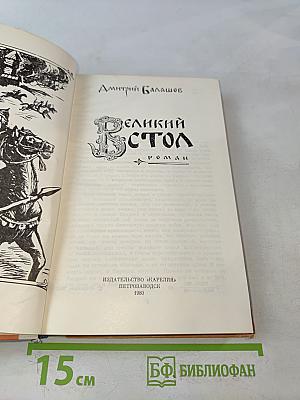 Дмитрий Балашов
Великий
стол
роман
ИЗДАТЕЛЬСТВО «КАРЕЛИЯ»
ПЕТРОЗАВОДСК
15 см
БФ БИБЛИОФАН